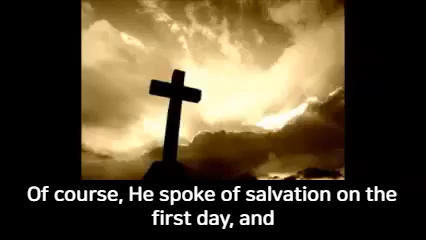 Of course, He spoke of salvation on the
first day, and